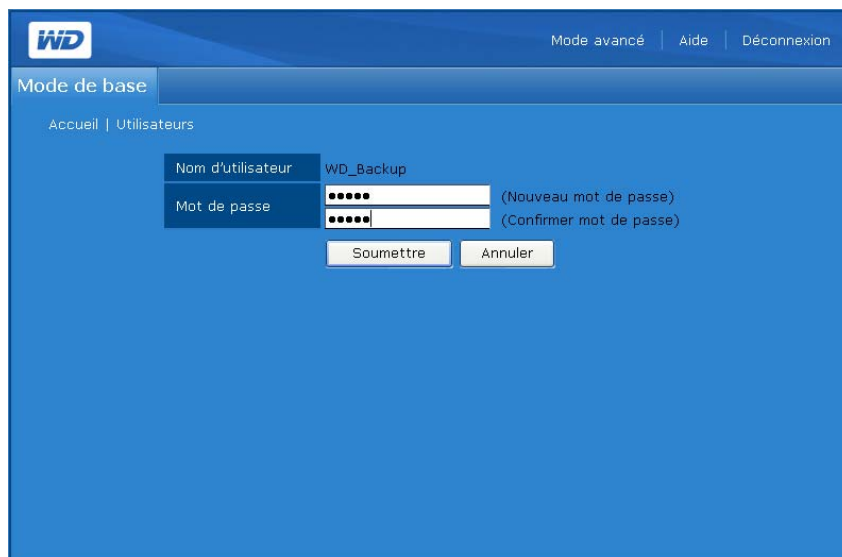 WD
Mode avancé | Aide | Déconnexion
Mode de base
Accueil | Utilisateurs
Nom d'utilisateur WD_Backup
Mot de passe
••••• (Nouveau mot de passe)
••••• (Confirmer mot de passe)
Soumettre Annuler